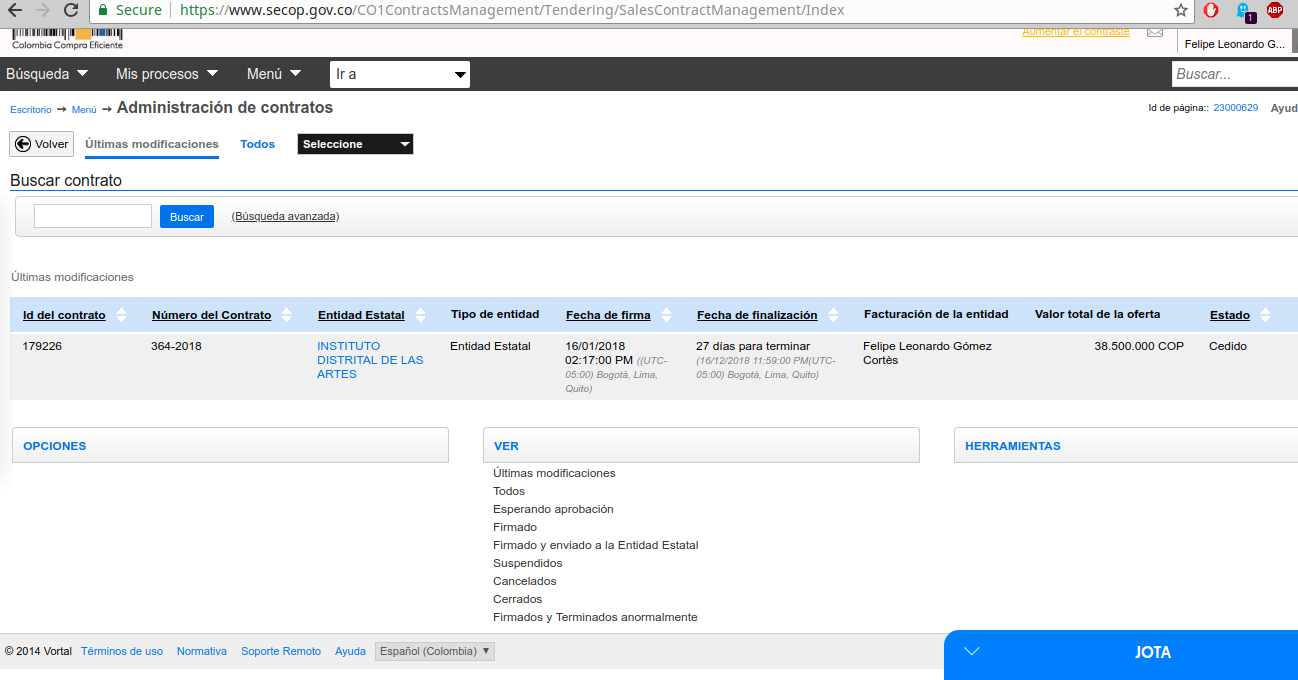 Secure https://www.secop.gov.co/CO1ContractsManagement/Tendering/SalesContractManagement/Index
1 ABP
Colombia Compra Eficiente
Aumentar el contraste
Felipe Leonardo G...
Búsqueda Mis procesos Menú Ir a Buscar...
Escritorio → Menú → Administración de contratos Id de página:: 23000629 Ayud
Volver Últimas modificaciones Todos Seleccione
Buscar contrato
Buscar (Búsqueda avanzada)
Últimas modificaciones
Id del contrato Número del Contrato Entidad Estatal Tipo de entidad Fecha de firma Fecha de finalización Facturación de la entidad Valor total de la oferta Estado
179226 364-2018 INSTITUTO Entidad Estatal 16/01/2018 27 días para terminar Felipe Leonardo Gómez 38.500.000 COP Cedido
DISTRITAL DE LAS 02:17:00 PM ((UTC- (16/12/2018 11:59:00 PM(UTC- Cortès
ARTES 05:00) Bogotá, Lima, 05:00) Bogotá, Lima, Quito)
Quito)
OPCIONES VER HERRAMIENTAS
Últimas modificaciones
Todos
Esperando aprobación
Firmado
Firmado y enviado a la Entidad Estatal
Suspendidos
Cancelados
Cerrados
Firmados y Terminados anormalmente
© 2014 Vortal Términos de uso Normativa Soporte Remoto Ayuda Español (Colombia) JOTA